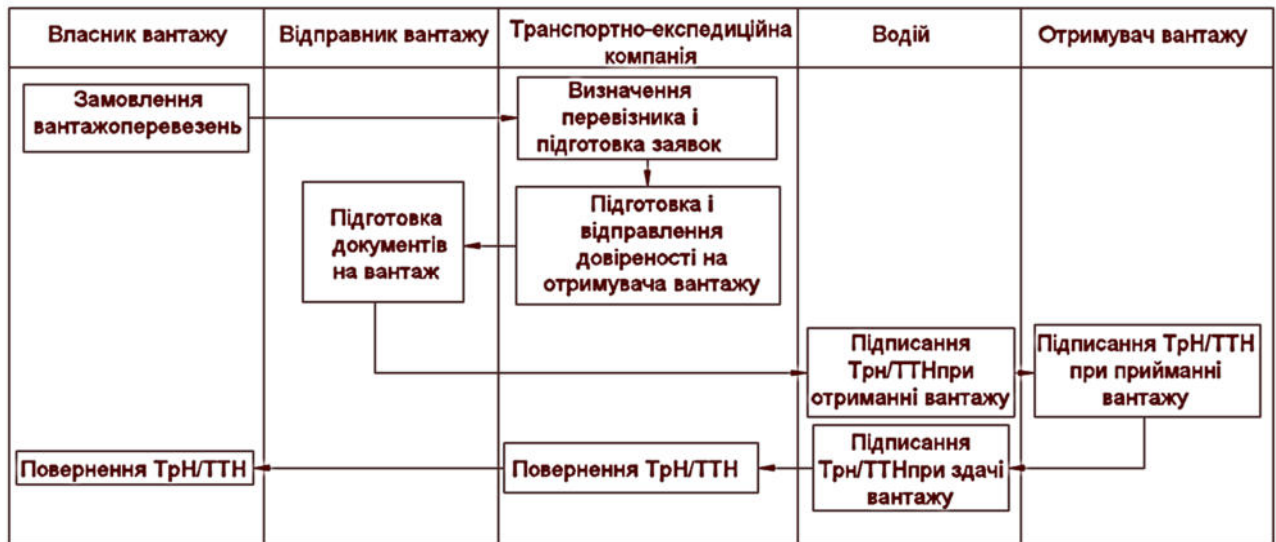 Власник вантажу
Відправник вантажу
Транспортно-експедиційна
компанія
Водій
Отримувач вантажу
Замовлення
вантажоперевезень
Визначення
перевізника і
підготовка заявок
Підготовка
документів
на вантаж
Підготовка і
відправлення
довіреності на
отримувача вантажу
Підписання
Трн/ТТНпри
отриманні вантажу
Підписання ТрН/ТТН
при прийманні
вантажу
Повернення ТрН/ТТН
Повернення ТрН/ТТН
Підписання
Трн/ТТНпри здачі
вантажу